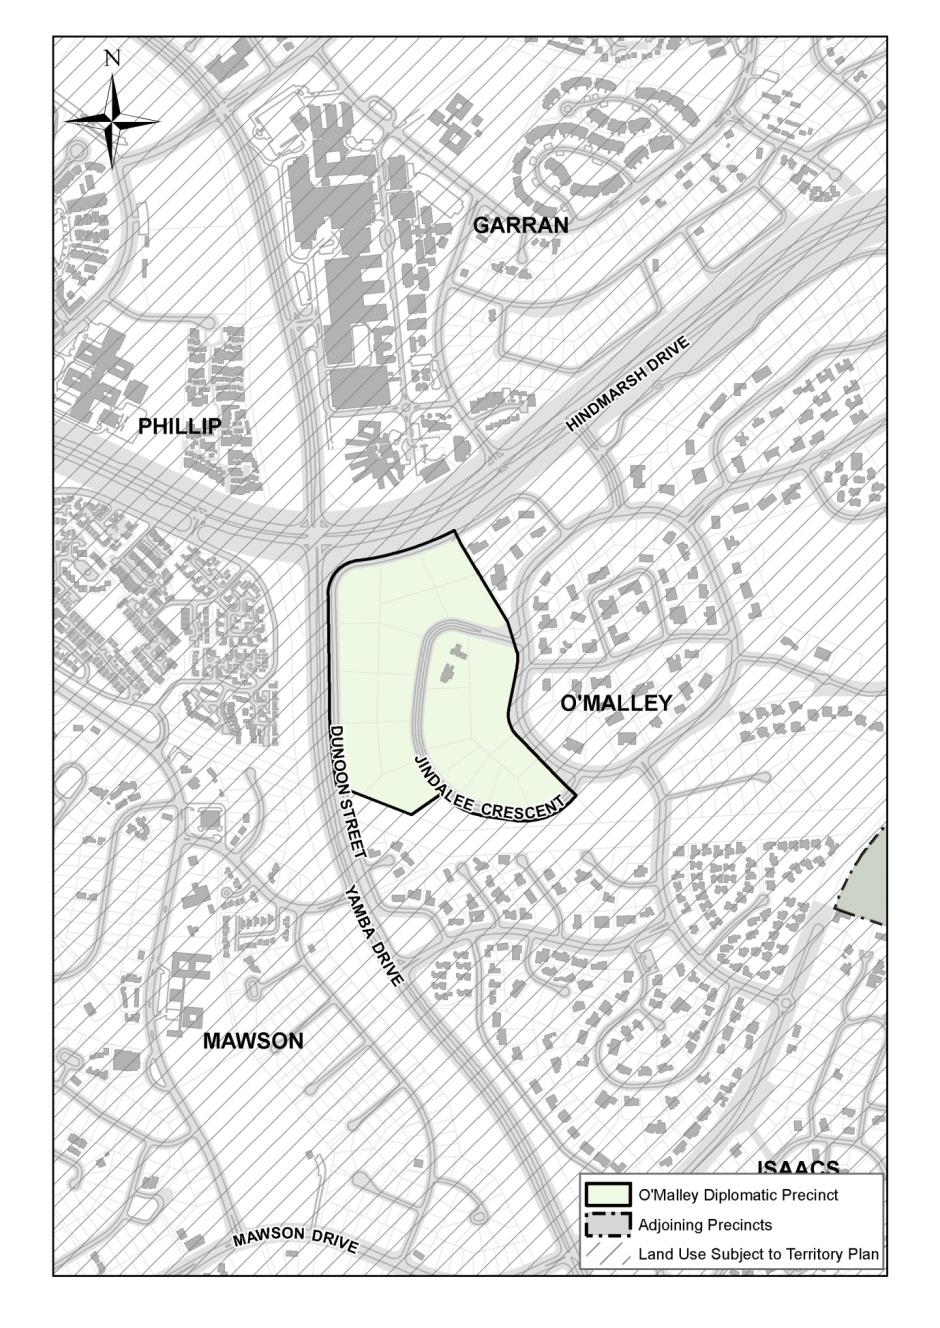 N
GARRAN
HINDMARSH DRIVE
PHILLIP
O'MALLEY
DUNOON STREET
JINDALEE CRESCENT
YAMBA DRIVE
MAWSON
ISAACS
MAWSON DRIVE
O'Malley Diplomatic Precinct
Adjoining Precincts
Land Use Subject to Territory Plan